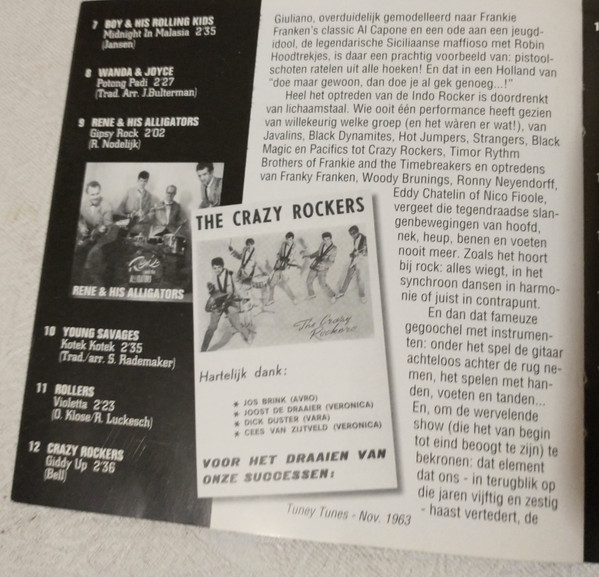 7 BOY & HIS ROLLING KIDS
Midnight In Malasia 2'35
(Jansen)
8 WANDA & JOYCE
Potong Padi 2'27
(Trad. Arr. J.Bulterman)
9 RENE & HIS ALLIGATORS
Gipsy Rock 2'02
(R. Nodelijk)
RENE & HIS ALLIGATORS
10 YOUNG SAVAGES
Kotek Kotek 2'35
(Trad/arr. S. Rademaker)
11 ROLLERS
Violetta 2'23
(O. Klose/R. Luckesch)
12 CRAZY ROCKERS
Giddy Up 2'36
(Bell)
Giuliano, overduidelijk gemodelleerd naar Frankie
Franken's classic Al Capone en een ode aan een jeugd-
idool, de legendarische Siciliaanse maffioso met Robin
Hoodtrekjes, is daar een prachtig voorbeeld van: pistool-
schoten ratelen uit alle hoeken! En dat in een Holland van
"doe maar gewoon, dan doe je al gek genoeg...!"
Heel het optreden van de Indo Rocker is doordrenkt
van lichaamstaal. Wie ooit één performance heeft gezien
van willekeurig welke groep (en het wàren er wat!), van
Javalins, Black Dynamites, Hot Jumpers, Strangers, Black
Magic en Pacifics tot Crazy Rockers, Timor Rythm
Brothers of Frankie and the Timebreakers en optredens
van Franky Franken, Woody Brunings, Ronny Neyendorff,
Eddy Chatelin of Nico Fioole,
vergeet die tegendraadse slan-
genbewegingen van hoofd,
nek, heup, benen en voeten
nooit meer. Zoals het hoort
bij rock: alles wiegt, in het
synchroon dansen in harmo-
nie of juist in contrapunt.
En dan dat fameuze
gegoochel met instrumen-
ten: onder het spel de gitaar
achteloos achter de rug ne-
men, het spelen met han-
den, voeten en tanden...
En, om de wervelende
show (die het van begin
tot eind beoogt te zijn) te
bekronen: dat element
dat ons - in terugblik op
die jaren vijftig en zestig
- haast vertedert, de
THE CRAZY ROCKERS
The Crazy
Rockers
Hartelijk dank:
JOS BRINK (AVRO)
JOOST DE DRAAIER (VERONICA)
DICK DUSTER (VARA)
CEES VAN ZIJTVELD (VERONICA)
VOOR HET DRAAIEN VAN
ONZE SUCCESSEN:
Tuney Tunes - Nov. 1963